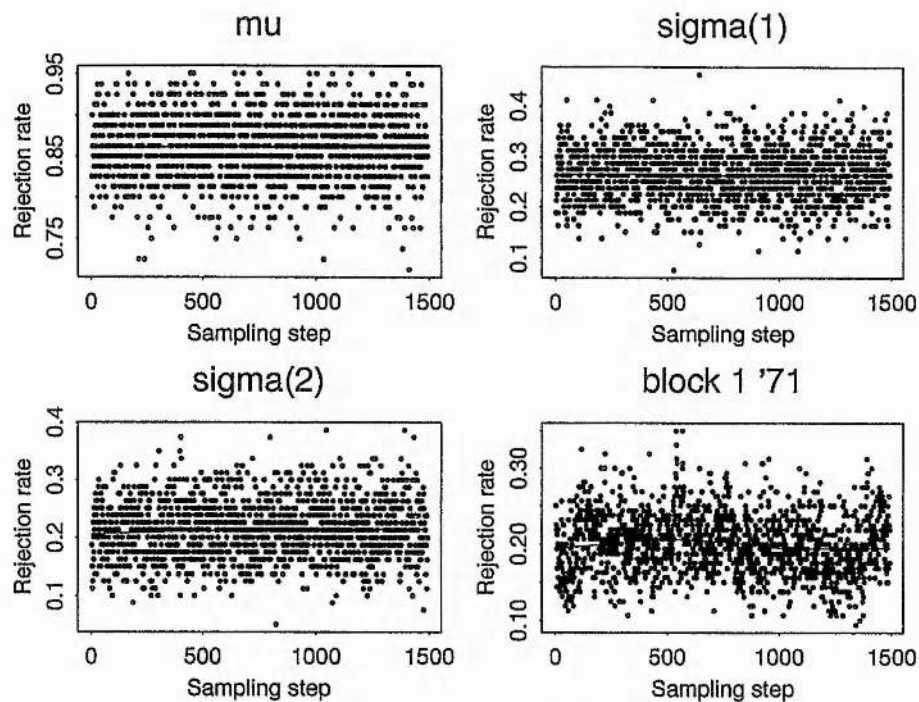 mu
Rejection rate
0.95
0.85
0.75
0
500
1000
1500
Sampling step
sigma(1)
Rejection rate
0.4
0.3
0.2
0.1
0
500
1000
1500
Sampling step
sigma(2)
Rejection rate
0.4
0.3
0.2
0.1
0
500
1000
1500
Sampling step
block 1 '71
Rejection rate
0.30
0.20
0.10
0
500
1000
1500
Sampling step